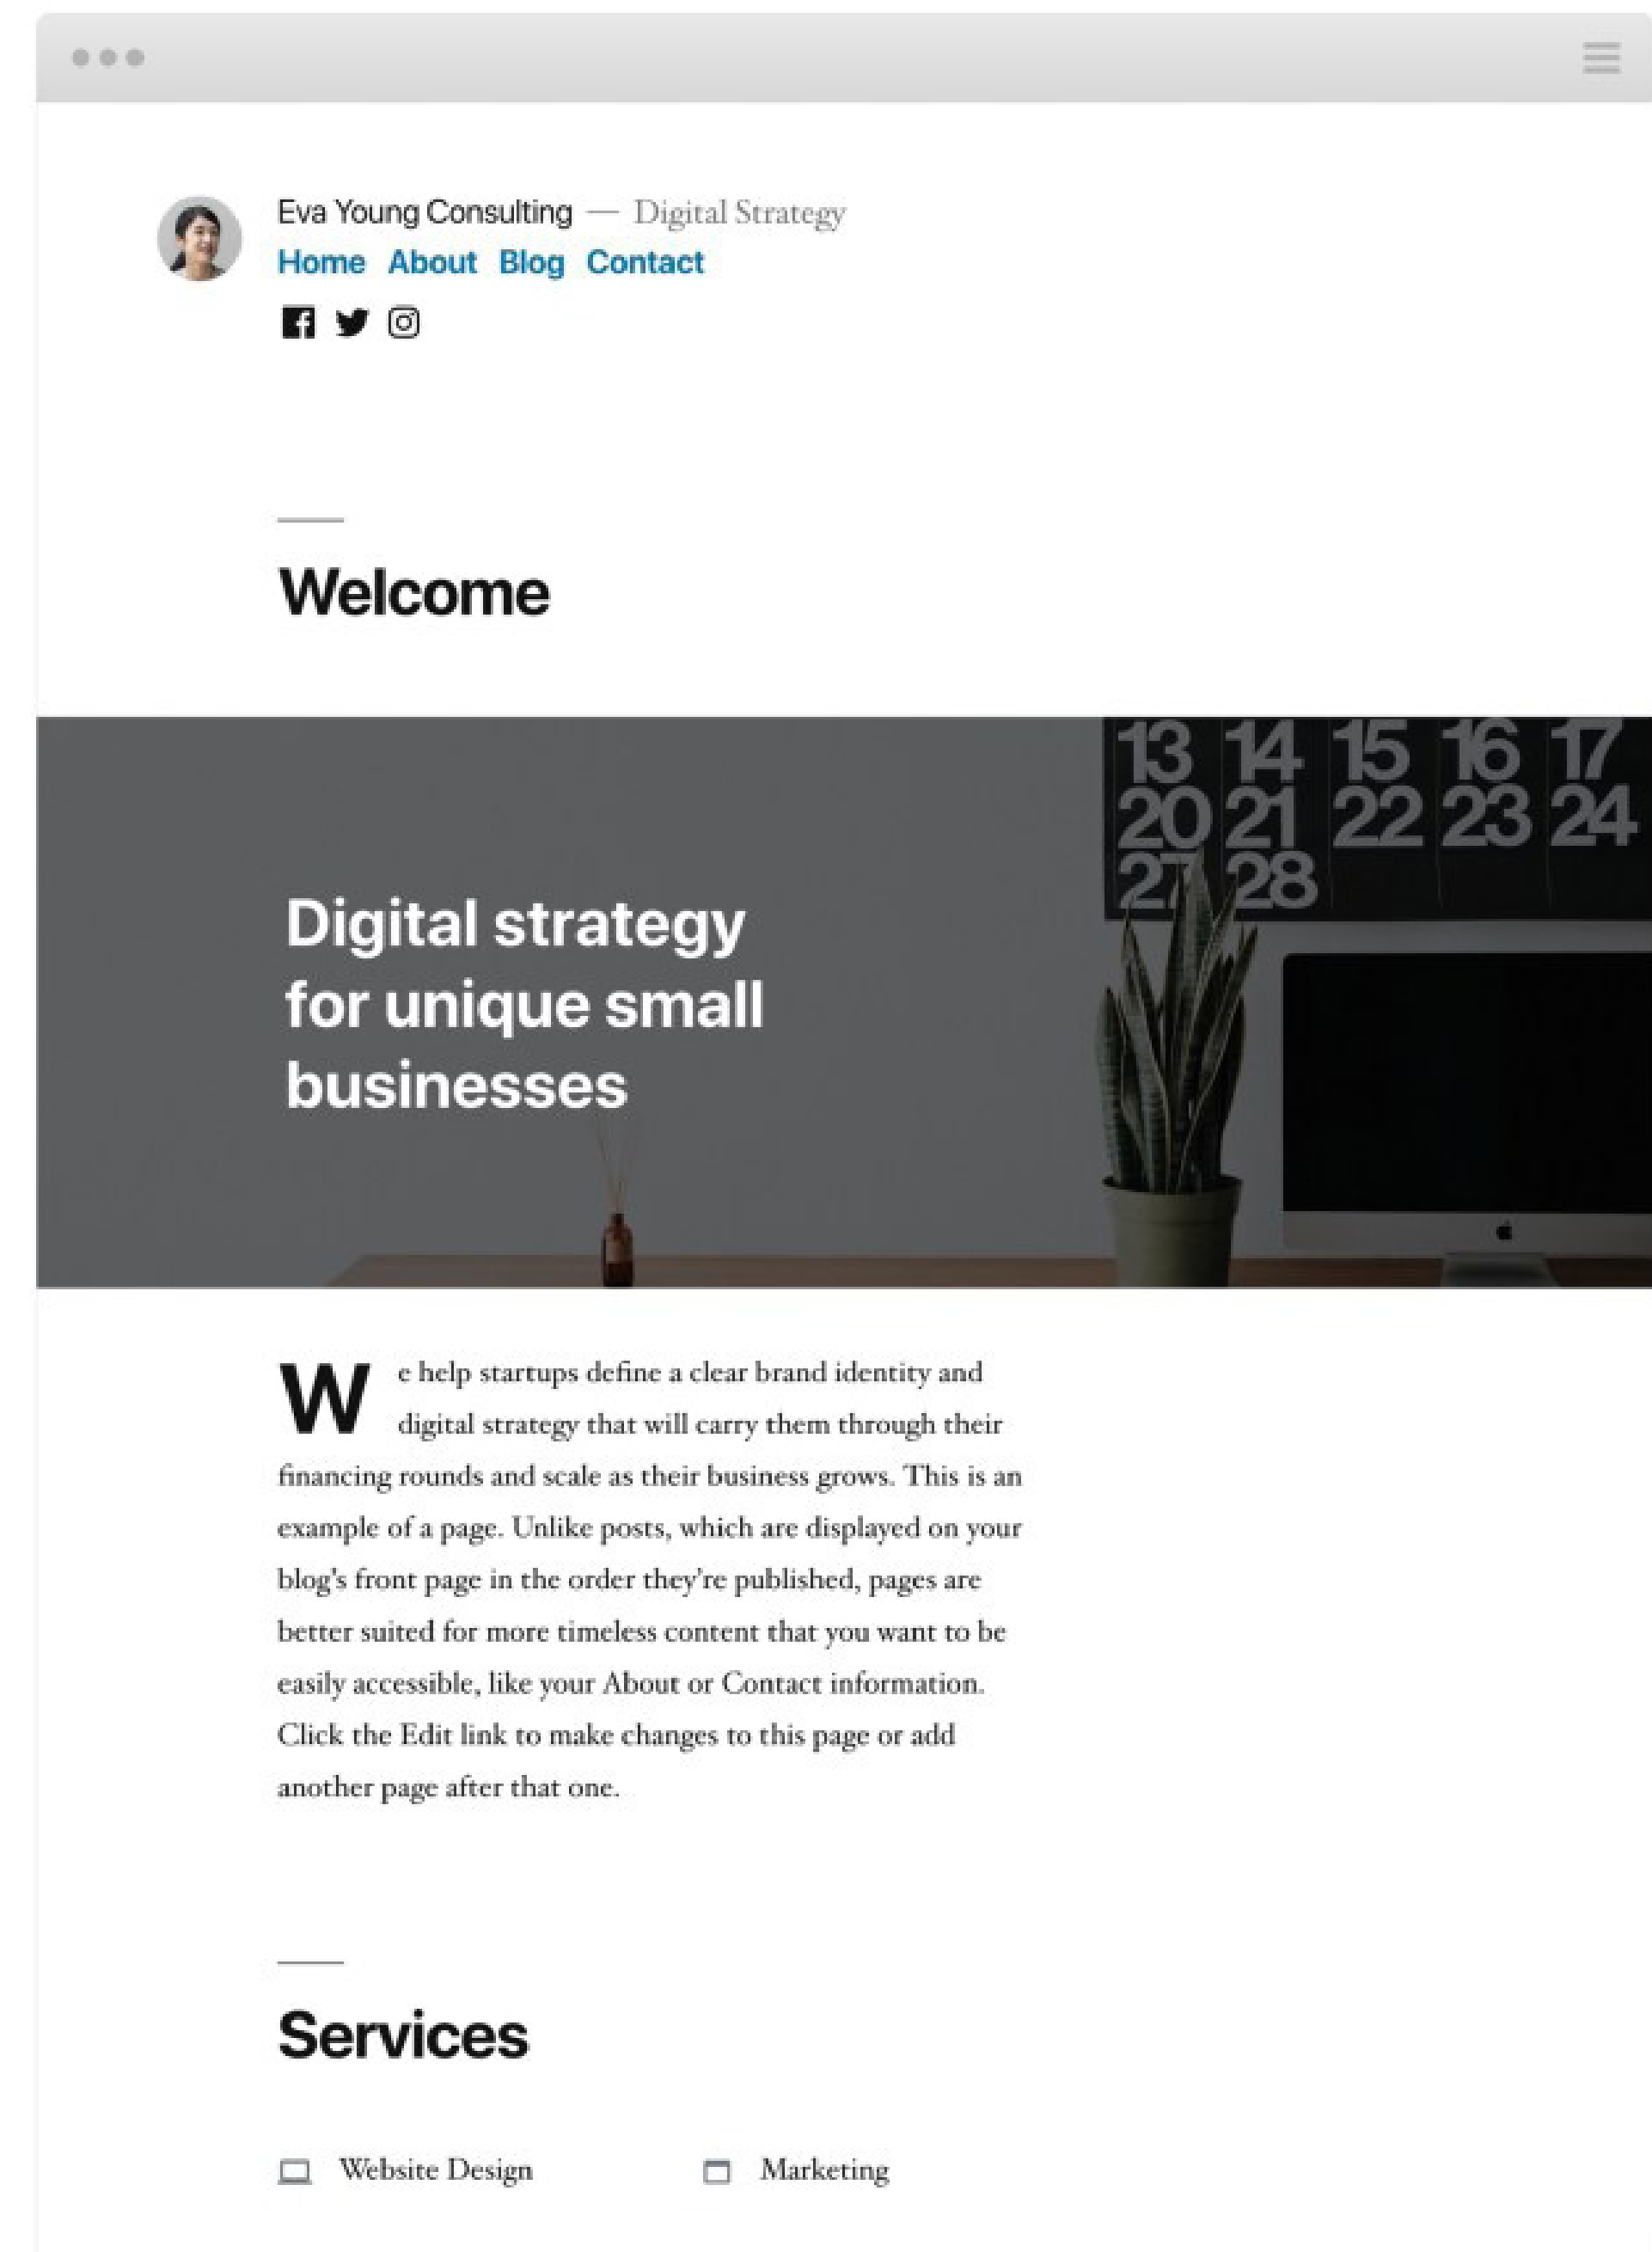 Eva Young Consulting — Digital Strategy
Home About Blog Contact
Welcome
13 14 15 16 17
20 21 22 23 24
27 28
Digital strategy
for unique small
businesses
We help startups define a clear brand identity and
digital strategy that will carry them through their
financing rounds and scale as their business grows. This is an
example of a page. Unlike posts, which are displayed on your
blog's front page in the order they're published, pages are
better suited for more timeless content that you want to be
easily accessible, like your About or Contact information.
Click the Edit link to make changes to this page or add
another page after that one.
Services
Website Design Marketing